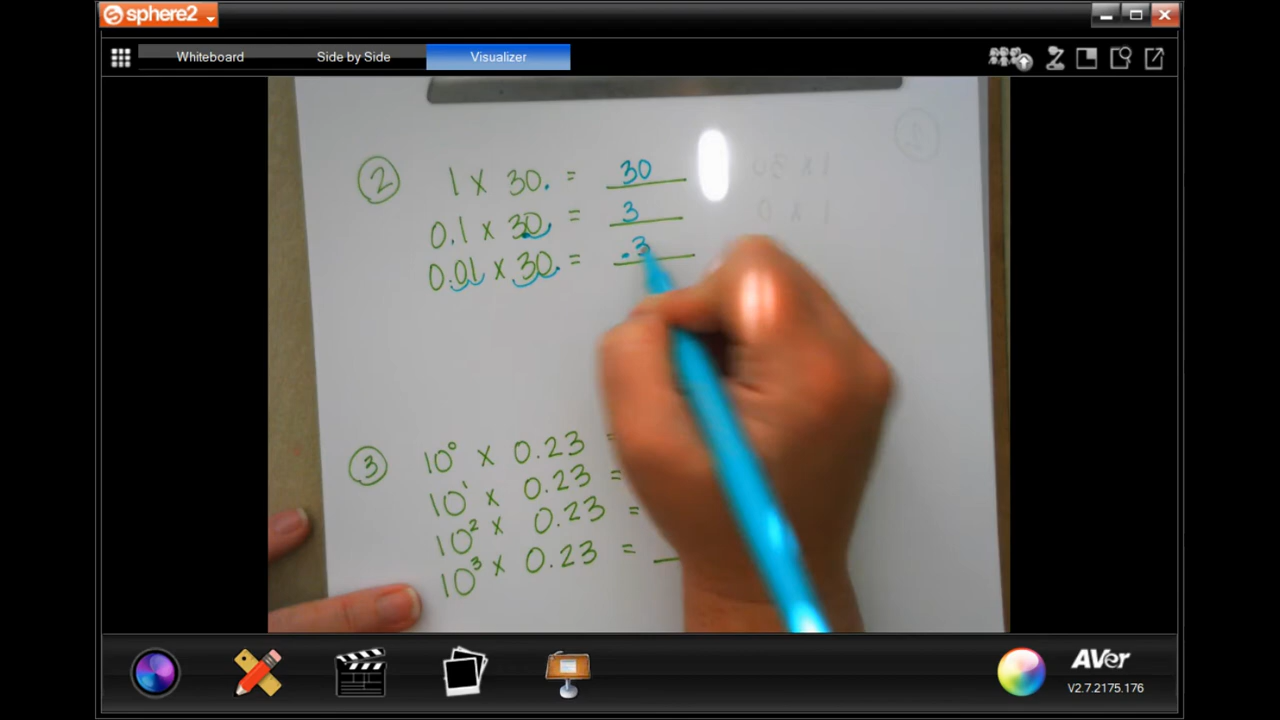 sphere2
Whiteboard Side by Side Visualizer
② 1 x 30. = 30
0.1 x 30 = 3
0.01 x 30. = .3
③ 10⁰ x 0.23 =
10¹ x 0.23 =
10² x 0.23 =
10³ x 0.23 =
AVer
V2.7.2175.176